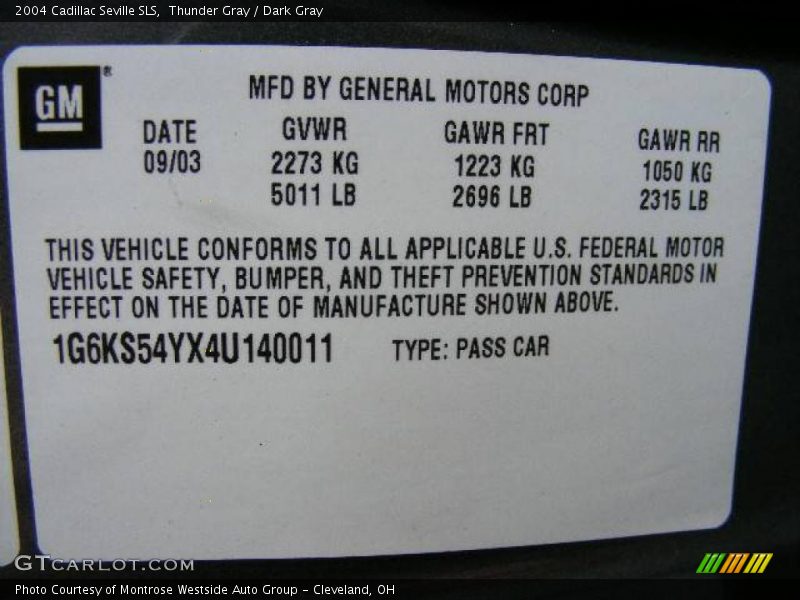 2004 Cadillac Seville SLS,  Thunder Gray / Dark Gray
GM ®
MFD BY GENERAL MOTORS CORP
DATE GVWR GAWR FRT GAWR RR
09/03 2273 KG 1223 KG 1050 KG
5011 LB 2696 LB 2315 LB
THIS VEHICLE CONFORMS TO ALL APPLICABLE U.S. FEDERAL MOTOR
VEHICLE SAFETY, BUMPER, AND THEFT PREVENTION STANDARDS IN
EFFECT ON THE DATE OF MANUFACTURE SHOWN ABOVE.
1G6KS54YX4U140011 TYPE: PASS CAR
GTCARLOT.COM
Photo Courtesy of Montrose Westside Auto Group - Cleveland, OH